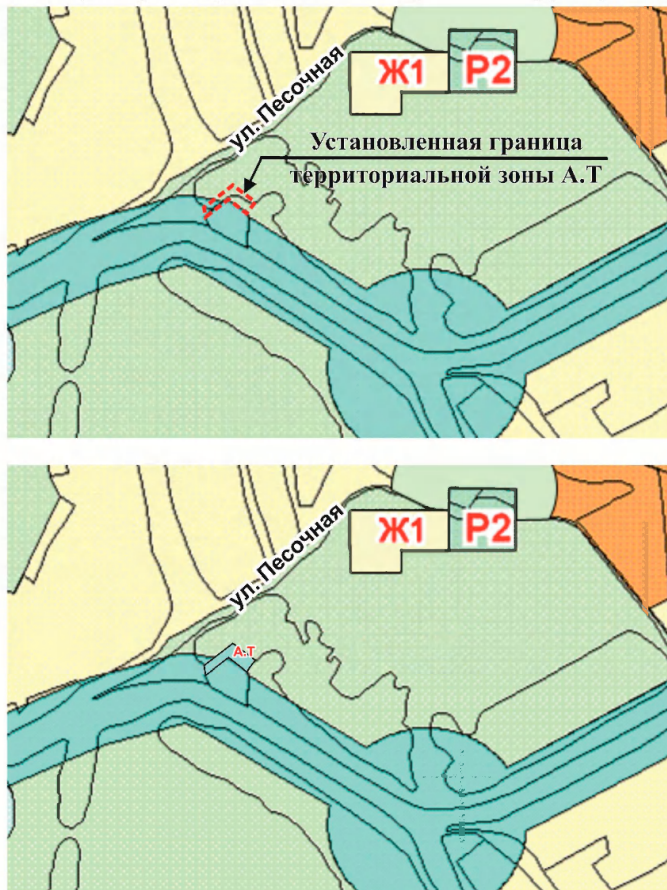 Ж1
Р2
ул. Песочная
Установленная граница
территориальной зоны А.Т
Ж1
Р2
ул. Песочная
А.Т